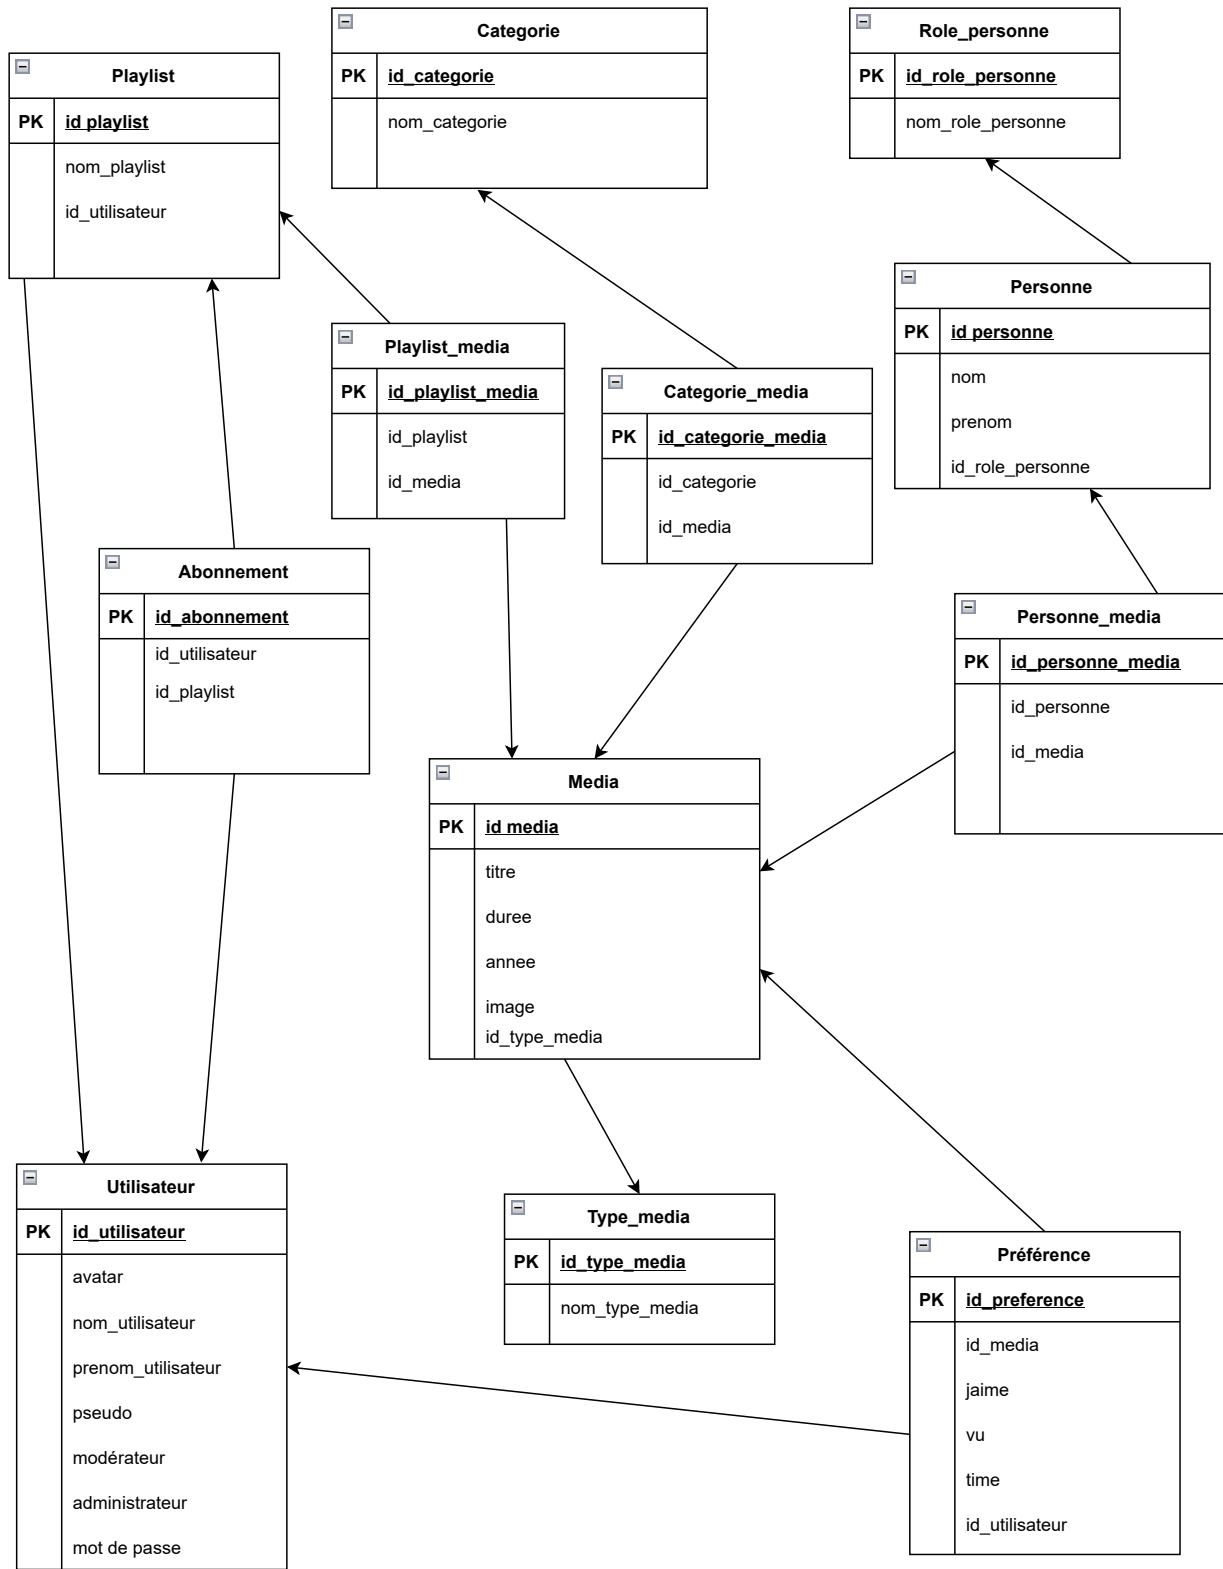 Playlist
PK id playlist
nom_playlist
id_utilisateur
Categorie
PK id_categorie
nom_categorie
Role_personne
PK id_role_personne
nom_role_personne
Personne
PK id personne
nom
prenom
id_role_personne
Playlist_media
PK id_playlist_media
id_playlist
id_media
Categorie_media
PK id_categorie_media
id_categorie
id_media
Abonnement
PK id_abonnement
id_utilisateur
id_playlist
Personne_media
PK id_personne_media
id_personne
id_media
Media
PK id media
titre
duree
annee
image
id_type_media
Utilisateur
PK id_utilisateur
avatar
nom_utilisateur
prenom_utilisateur
pseudo
modérateur
administrateur
mot de passe
Type_media
PK id_type_media
nom_type_media
Préférence
PK id_preference
id_media
jaime
vu
time
id_utilisateur